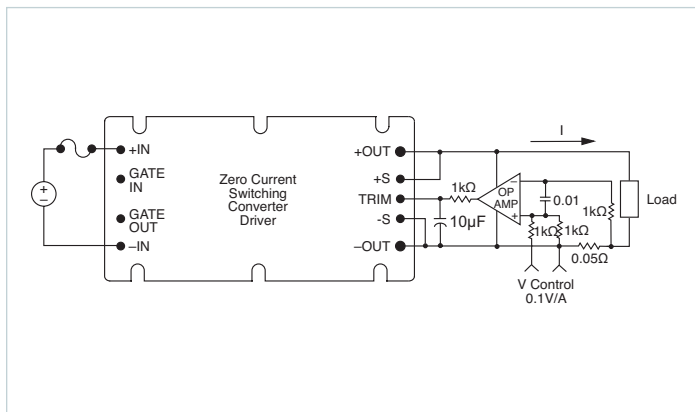 +IN
GATE
IN
GATE
OUT
–IN
Zero Current
Switching
Converter
Driver
+OUT
+S
TRIM
-S
–OUT
1kΩ
10µF
OP
AMP
–
+
0.01
1kΩ
1kΩ
1kΩ
0.05Ω
I
Load
V Control
0.1V/A
+
–